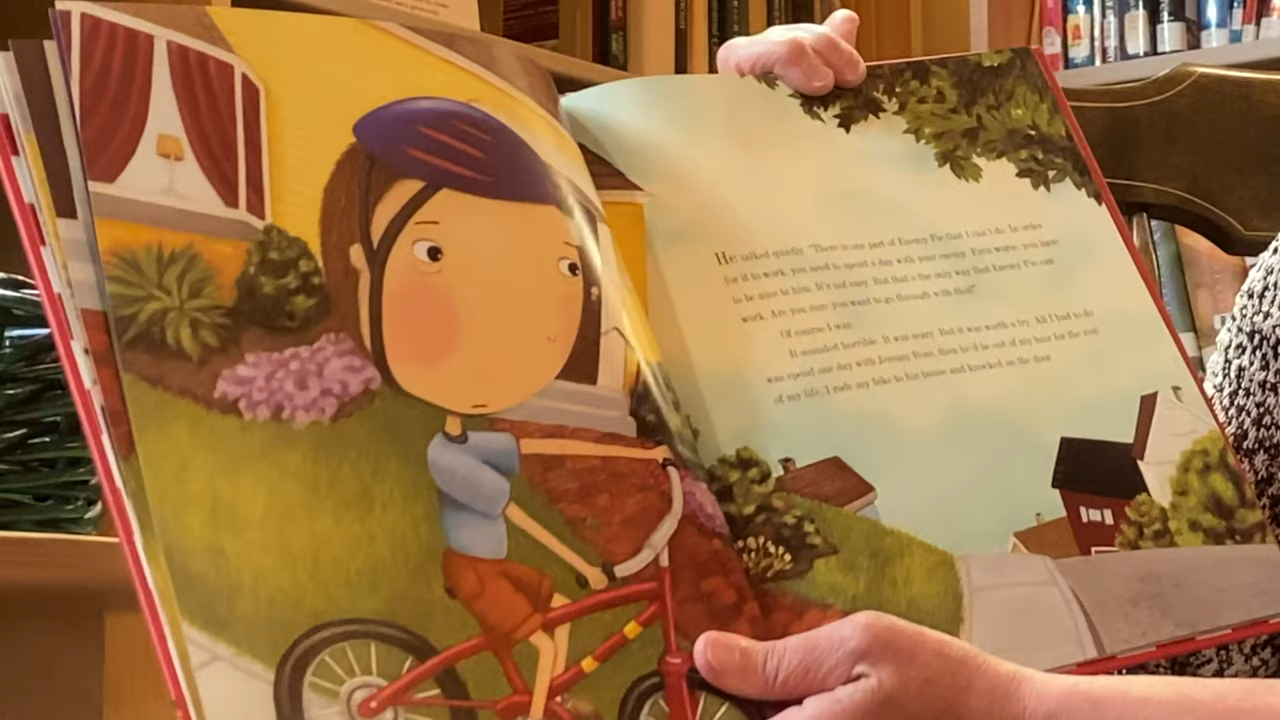 He talked quietly. "There is one part of Enemy Pie that I can't do. In order
for it to work, you need to spend a day with your enemy. Even worse, you have
to be nice to him. It's not easy. But that's the only way that Enemy Pie can
work. Are you sure you want to go through with this?"
Of course I was.
It sounded horrible. It was scary. But it was worth a try. All I had to do
was spend one day with Jeremy Ross, then he'd be out of my hair for the rest
of my life. I rode my bike to his house and knocked on the door.